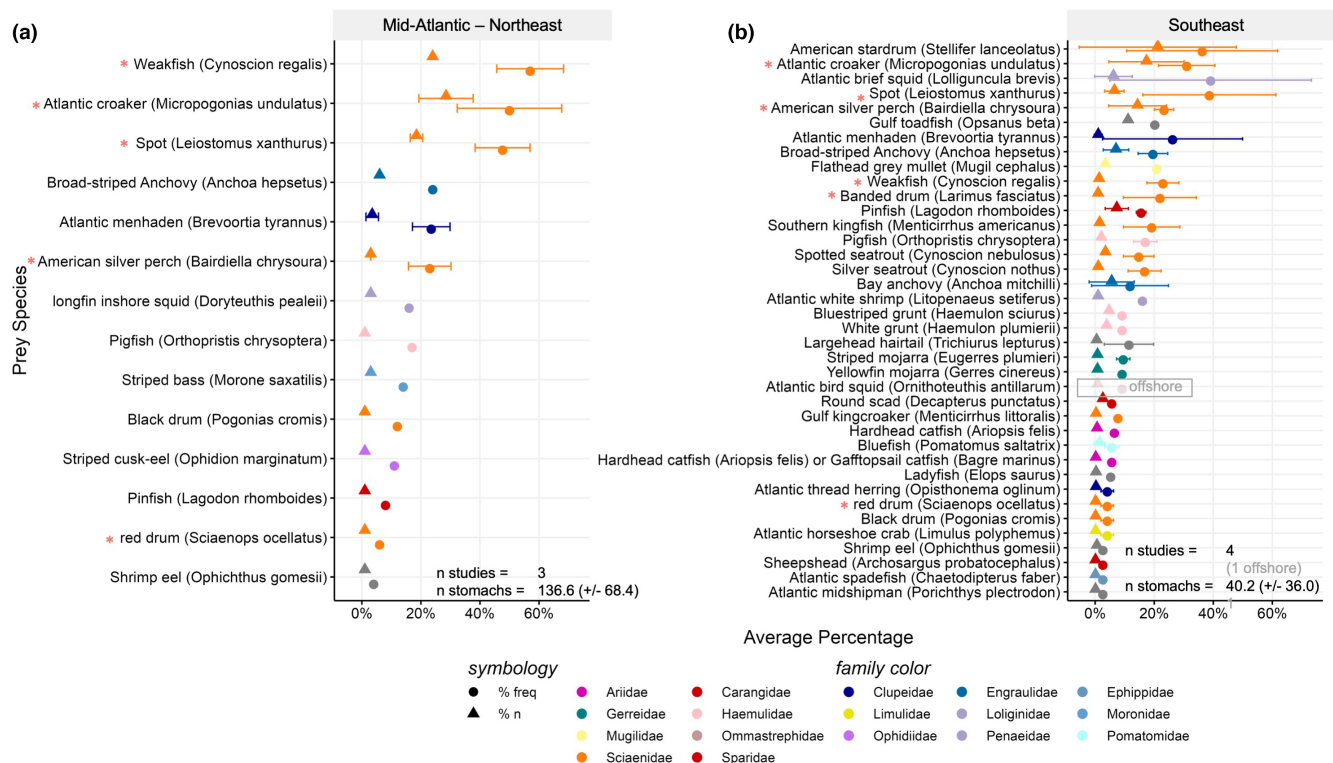 (a)
Mid-Atlantic – Northeast
Prey Species
* Weakfish (Cynoscion regalis)
* Atlantic croaker (Micropogonias undulatus)
* Spot (Leiostomus xanthurus)
Broad-striped Anchovy (Anchoa hepsetus)
Atlantic menhaden (Brevoortia tyrannus)
* American silver perch (Bairdiella chrysoura)
longfin inshore squid (Doryteuthis pealeii)
Pigfish (Orthopristis chrysoptera)
Striped bass (Morone saxatilis)
Black drum (Pogonias cromis)
Striped cusk-eel (Ophidion marginatum)
Pinfish (Lagodon rhomboides)
* red drum (Sciaenops ocellatus)
Shrimp eel (Ophichthus gomesii)
n studies = 3
n stomachs = 136.6 (+/- 68.4)
0% 20% 40% 60%
(b)
Southeast
American stardrum (Stellifer lanceolatus)
* Atlantic croaker (Micropogonias undulatus)
Atlantic brief squid (Lolliguncula brevis)
* Spot (Leiostomus xanthurus)
* American silver perch (Bairdiella chrysoura)
Gulf toadfish (Opsanus beta)
Atlantic menhaden (Brevoortia tyrannus)
Broad-striped Anchovy (Anchoa hepsetus)
Flathead grey mullet (Mugil cephalus)
* Weakfish (Cynoscion regalis)
* Banded drum (Larimus fasciatus)
Pinfish (Lagodon rhomboides)
Southern kingfish (Menticirrhus americanus)
Pigfish (Orthopristis chrysoptera)
Spotted seatrout (Cynoscion nebulosus)
Silver seatrout (Cynoscion nothus)
Bay anchovy (Anchoa mitchilli)
Atlantic white shrimp (Litopenaeus setiferus)
Bluestriped grunt (Haemulon sciurus)
White grunt (Haemulon plumierii)
Largehead hairtail (Trichiurus lepturus)
Striped mojarra (Eugerres plumieri)
Yellowfin mojarra (Gerres cinereus)
Atlantic bird squid (Ornithoteuthis antillarum) offshore
Round scad (Decapterus punctatus)
Gulf kingcroaker (Menticirrhus littoralis)
Hardhead catfish (Ariopsis felis)
Bluefish (Pomatomus saltatrix)
Hardhead catfish (Ariopsis felis) or Gafftopsail catfish (Bagre marinus)
Ladyfish (Elops saurus)
Atlantic thread herring (Opisthonema oglinum)
* red drum (Sciaenops ocellatus)
Black drum (Pogonias cromis)
Atlantic horseshoe crab (Limulus polyphemus)
Shrimp eel (Ophichthus gomesii)
Sheepshead (Archosargus probatocephalus)
Atlantic spadefish (Chaetodipterus faber)
Atlantic midshipman (Porichthys plectrodon)
n studies = 4
(1 offshore)
n stomachs = 40.2 (+/- 36.0)
0% 20% 40% 60%
Average Percentage
symbology
% freq
% n
family color
Ariidae Carangidae Clupeidae Engraulidae Ephippidae
Gerreidae Haemulidae Limulidae Loliginidae Moronidae
Mugilidae Ommastrephidae Ophidiidae Penaeidae Pomatomidae
Sciaenidae Sparidae